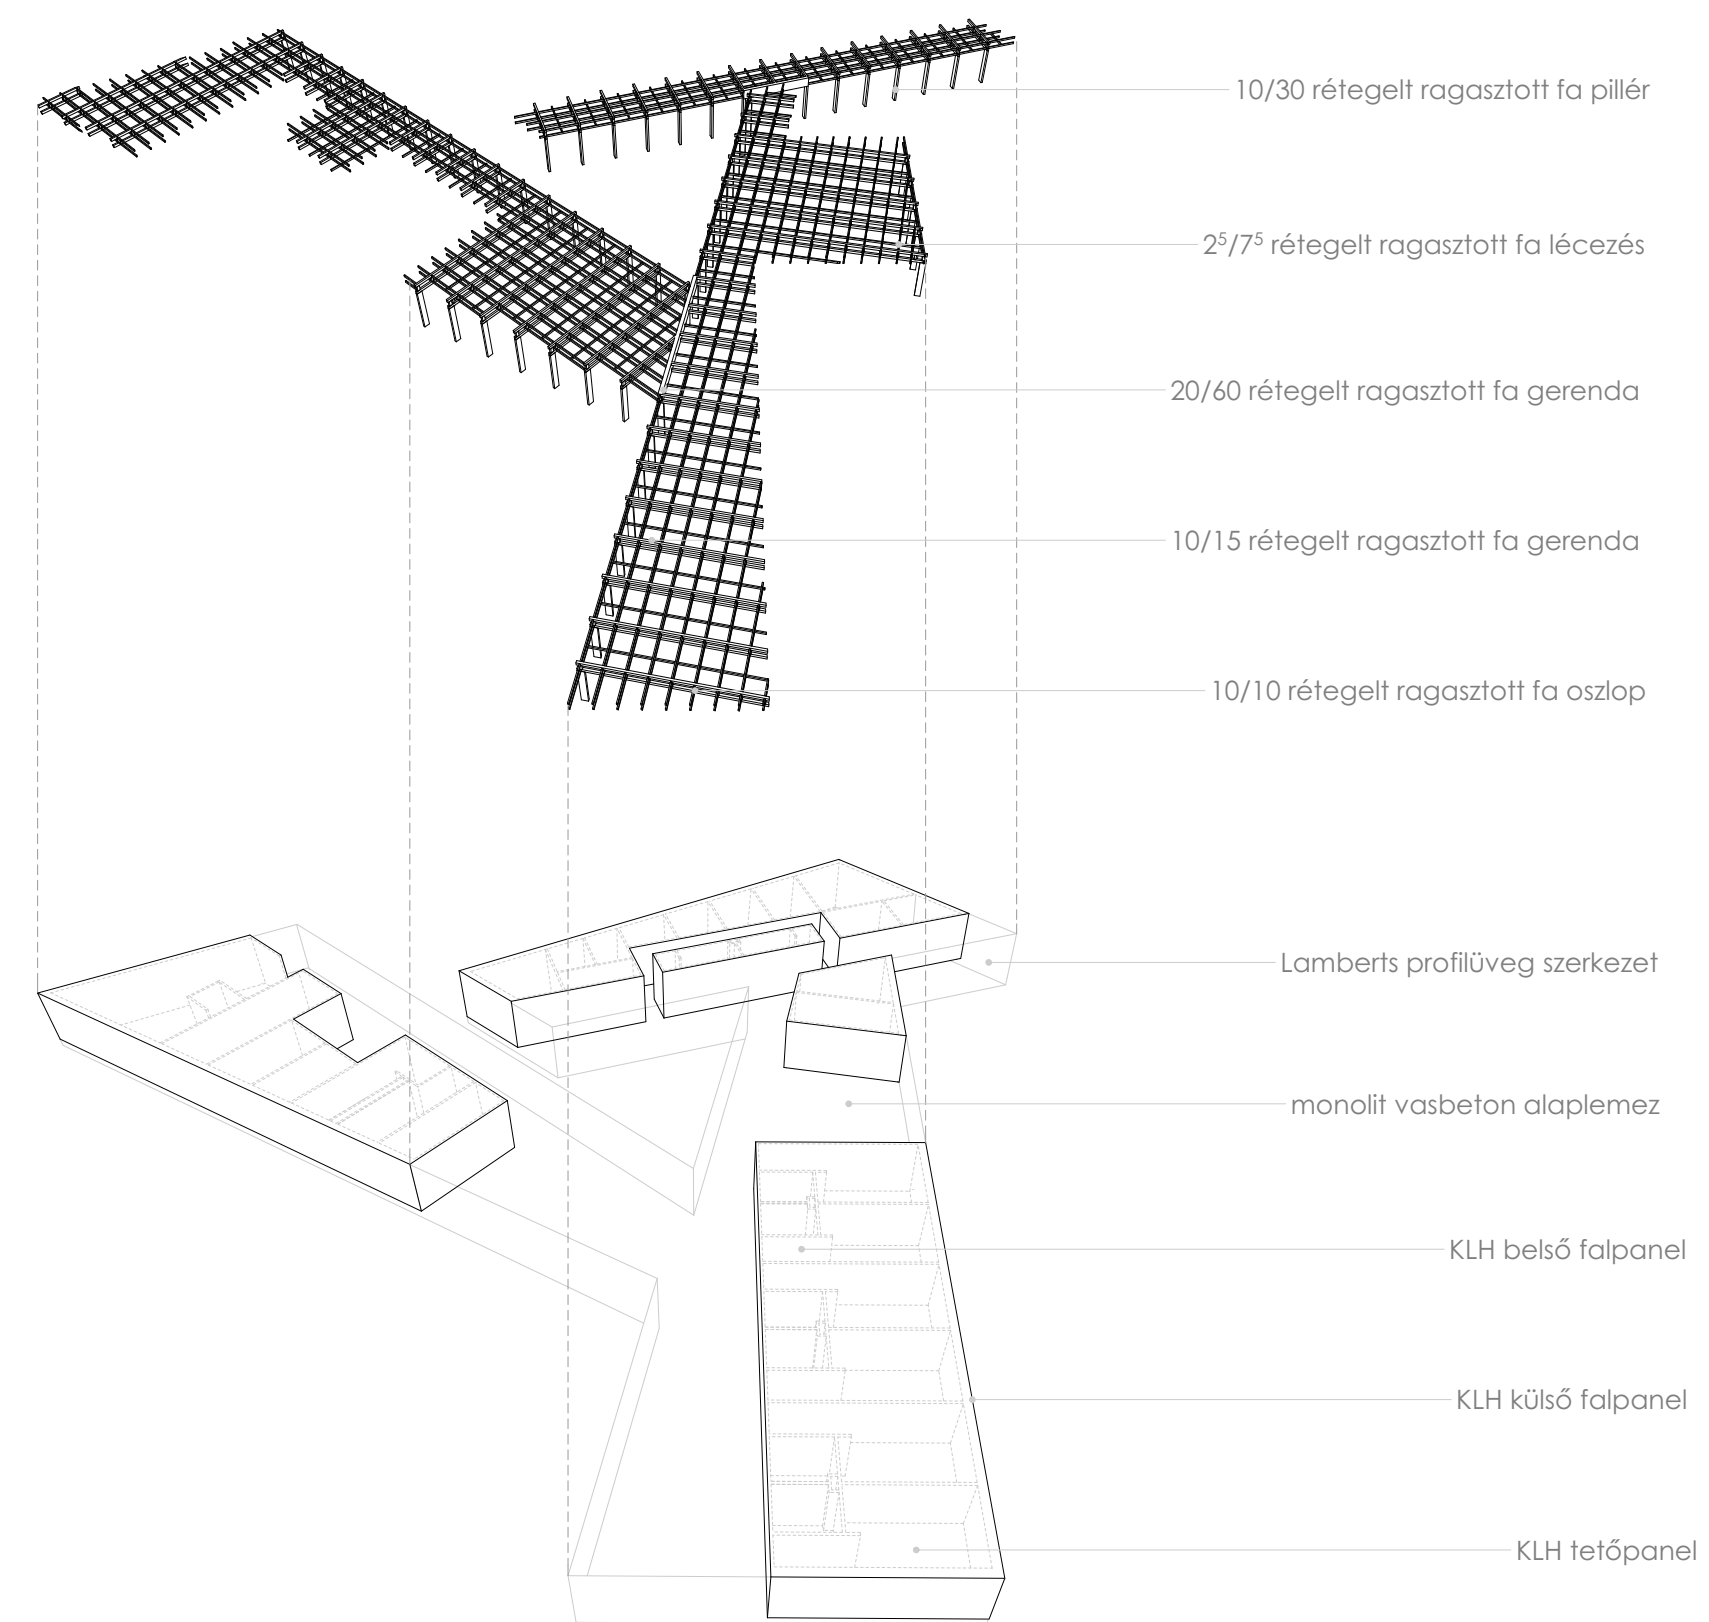 10/30 rétegelt ragasztott fa pillér
2⁵/7⁵ rétegelt ragasztott fa lécezés
20/60 rétegelt ragasztott fa gerenda
10/15 rétegelt ragasztott fa gerenda
10/10 rétegelt ragasztott fa oszlop
Lamberts profilüveg szerkezet
monolit vasbeton alaplemez
KLH belső falpanel
KLH külső falpanel
KLH tetőpanel